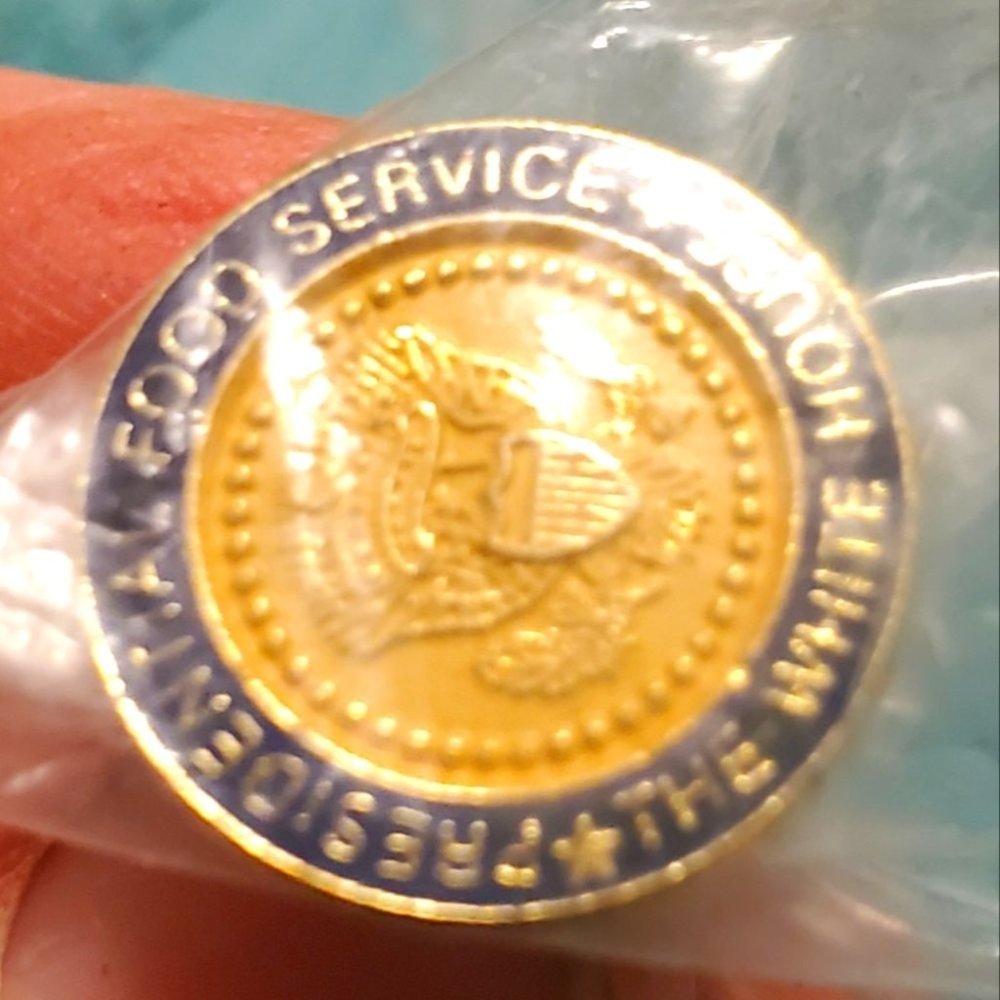 PRESIDENTIAL FOOD SERVICE
★ THE WHITE HOUSE ★